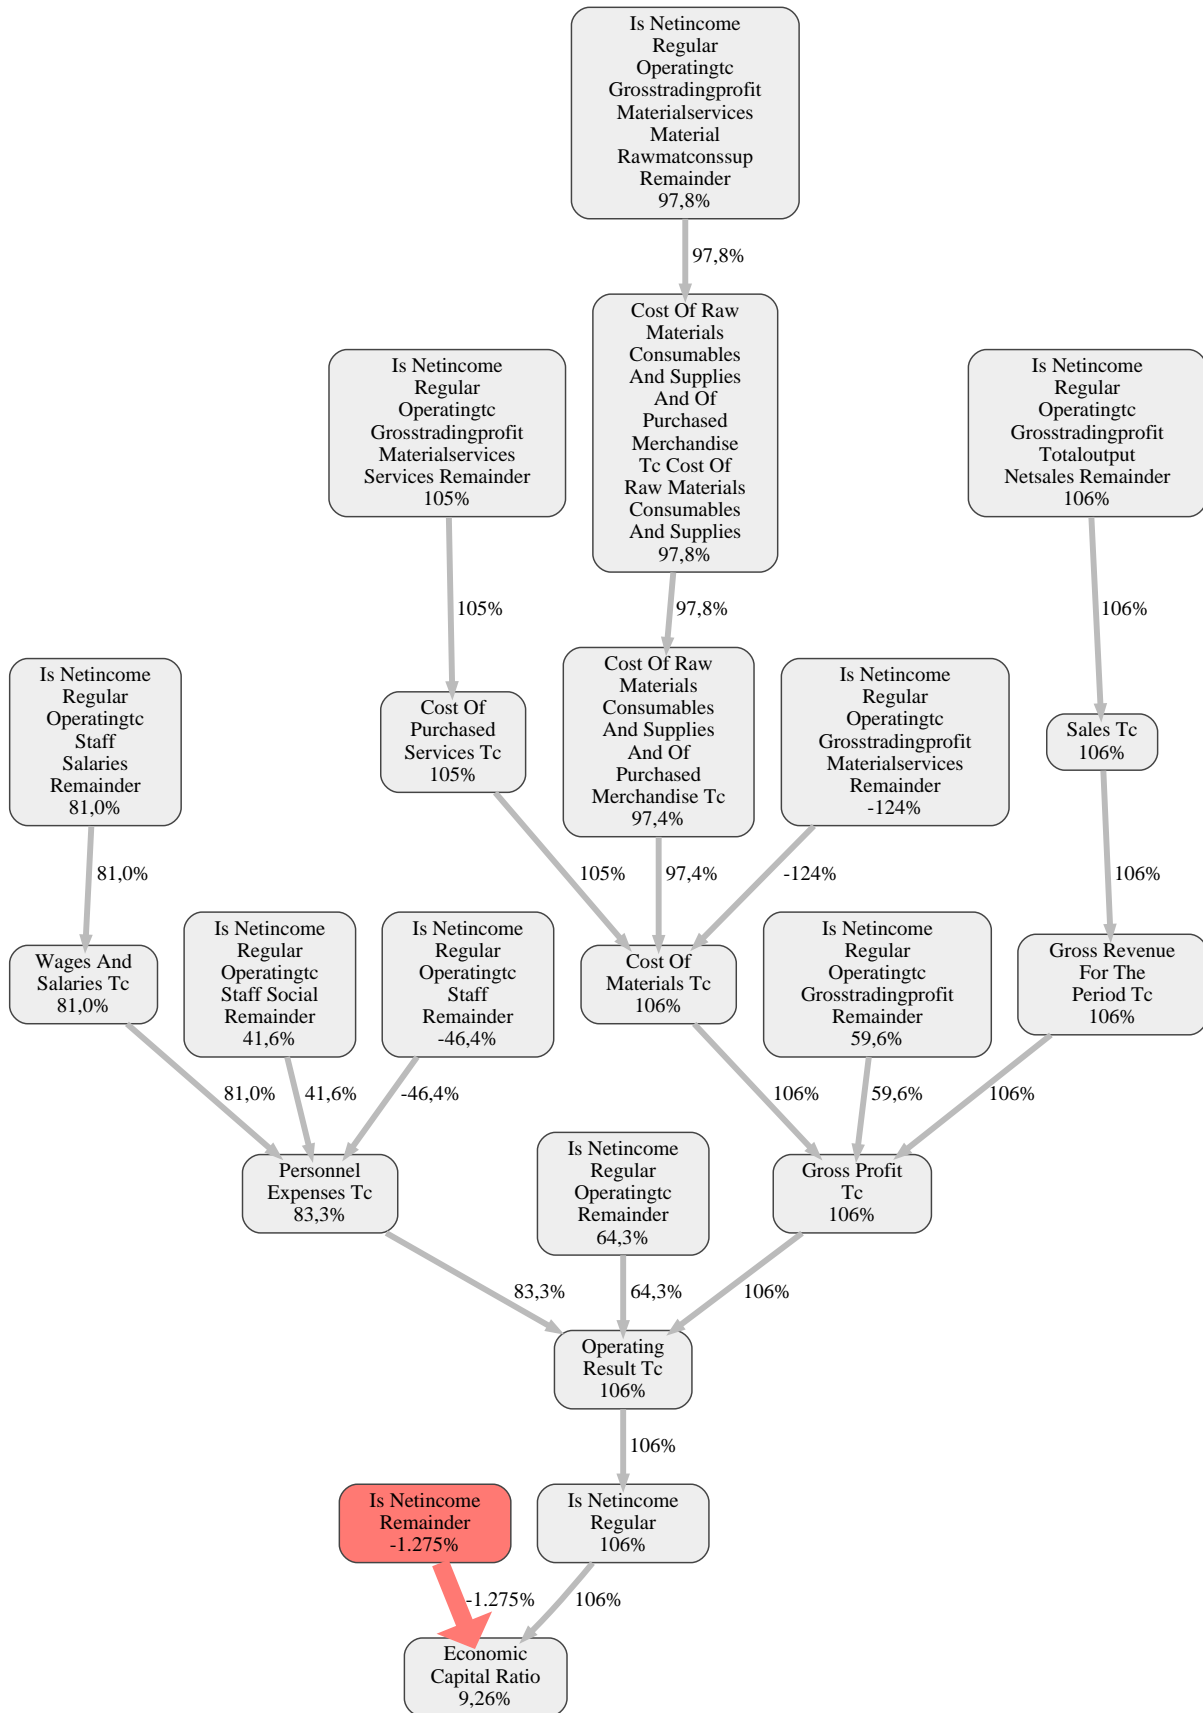 Is Netincome
Regular
Operatingtc
Grosstradingprofit
Materialservices
Material
Rawmatconssup
Remainder
97,8%
97,8%
Cost Of Raw
Materials
Consumables
And Supplies
And Of
Purchased
Merchandise
Tc Cost Of
Raw Materials
Consumables
And Supplies
97,8%
Is Netincome
Regular
Operatingtc
Grosstradingprofit
Materialservices
Services Remainder
105%
Is Netincome
Regular
Operatingtc
Grosstradingprofit
Totaloutput
Netsales Remainder
106%
105%
97,8%
106%
Is Netincome
Regular
Operatingtc
Staff
Salaries
Remainder
81,0%
Cost Of
Purchased
Services Tc
105%
Cost Of Raw
Materials
Consumables
And Supplies
And Of
Purchased
Merchandise Tc
97,4%
Is Netincome
Regular
Operatingtc
Grosstradingprofit
Materialservices
Remainder
-124%
Sales Tc
106%
81,0%
105%
97,4%
-124%
106%
Wages And
Salaries Tc
81,0%
Is Netincome
Regular
Operatingtc
Staff Social
Remainder
41,6%
Is Netincome
Regular
Operatingtc
Staff
Remainder
-46,4%
Cost Of
Materials Tc
106%
Is Netincome
Regular
Operatingtc
Grosstradingprofit
Remainder
59,6%
Gross Revenue
For The
Period Tc
106%
81,0%
41,6%
-46,4%
106%
59,6%
106%
Personnel
Expenses Tc
83,3%
Is Netincome
Regular
Operatingtc
Remainder
64,3%
Gross Profit
Tc
106%
83,3%
64,3%
106%
Operating
Result Tc
106%
106%
Is Netincome
Remainder
-1.275%
Is Netincome
Regular
106%
-1.275%
106%
Economic
Capital Ratio
9,26%